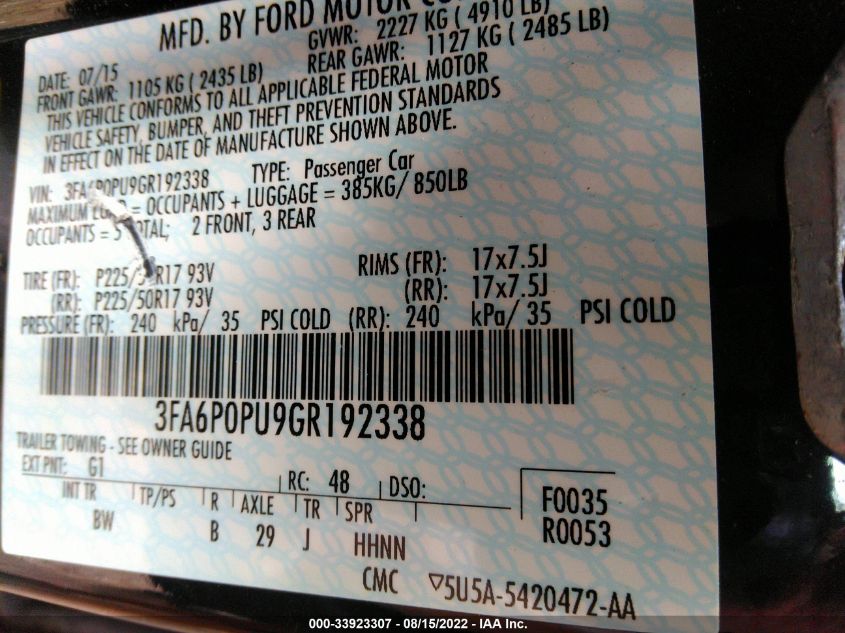 MFD. BY FORD MOTOR CO
GVWR: 2227 KG ( 4910 LB)
DATE: 07/15
REAR GAWR: 1127 KG ( 2485 LB)
FRONT GAWR: 1105 KG ( 2435 LB)
THIS VEHICLE CONFORMS TO ALL APPLICABLE FEDERAL MOTOR
VEHICLE SAFETY, BUMPER, AND THEFT PREVENTION STANDARDS
IN EFFECT ON THE DATE OF MANUFACTURE SHOWN ABOVE.
VIN: 3FA6P0PU9GR192338 TYPE: Passenger Car
MAXIMUM = OCCUPANTS + LUGGAGE = 385KG/ 850LB
OCCUPANTS = 5 TOTAL; 2 FRONT, 3 REAR
TIRE (FR): P225/ R17 93V RIMS (FR): 17x7.5J
(RR): P225/50R17 93V (RR): 17x7.5J
PRESSURE (FR): 240 kPa/ 35 PSI COLD (RR): 240 kPa/ 35 PSI COLD
3FA6P0PU9GR192338
TRAILER TOWING - SEE OWNER GUIDE
EXT PNT: G1 RC: 48 DSO:
INT TR TP/PS R AXLE TR SPR F0035
BW B 29 J HHNN R0053
CMC ▽5U5A-5420472-AA
000-33923307 - 08/15/2022 - IAA Inc.